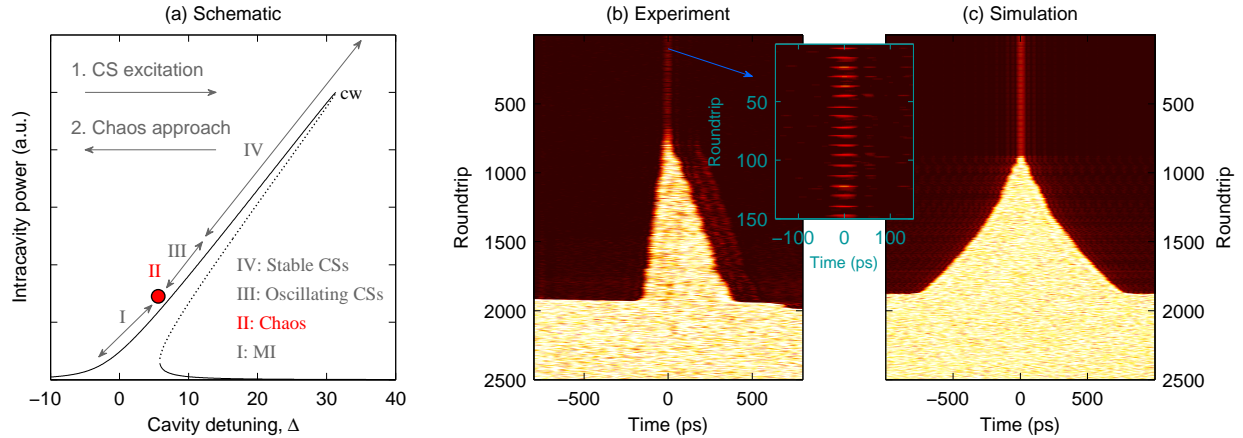 (a) Schematic
1. CS excitation
2. Chaos approach
cw
IV
III
II
I
IV: Stable CSs
III: Oscillating CSs
II: Chaos
I: MI
Intracavity power (a.u.)
−10 0 10 20 30 40
Cavity detuning, Δ
(b) Experiment
Roundtrip
500
1000
1500
2000
2500
−500 0 500
Time (ps)
Roundtrip
50
100
150
−100 0 100
Time (ps)
(c) Simulation
500
1000
1500
2000
2500
Roundtrip
−500 0 500
Time (ps)